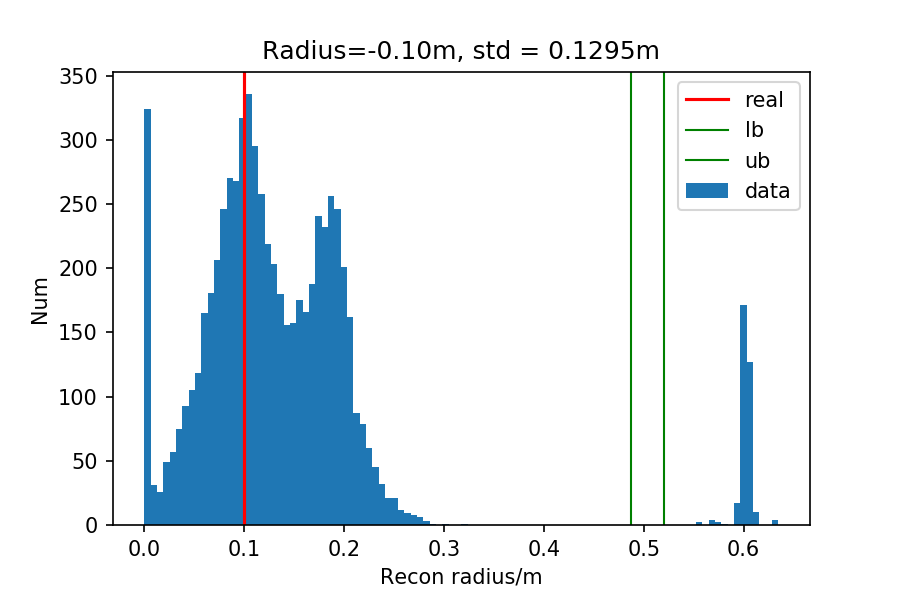 Radius=-0.10m, std = 0.1295m
350
300
250
200
150
100
50
0
Num
real
lb
ub
data
0.0 0.1 0.2 0.3 0.4 0.5 0.6
Recon radius/m